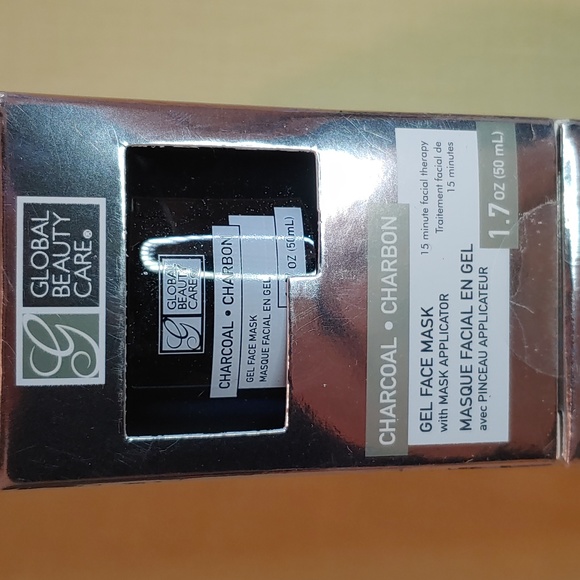 G
GLOBAL
BEAUTY
CARE®
G
GLOBAL
BEAUTY
CARE
CHARCOAL • CHARBON
GEL FACE MASK
MASQUE FACIAL EN GEL
OZ (50mL)
CHARCOAL • CHARBON
GEL FACE MASK
with MASK APPLICATOR
MASQUE FACIAL EN GEL
avec PINCEAU APPLICATEUR
15 minute facial therapy
Traitement facial de
15 minutes
1.7 OZ (50 mL)